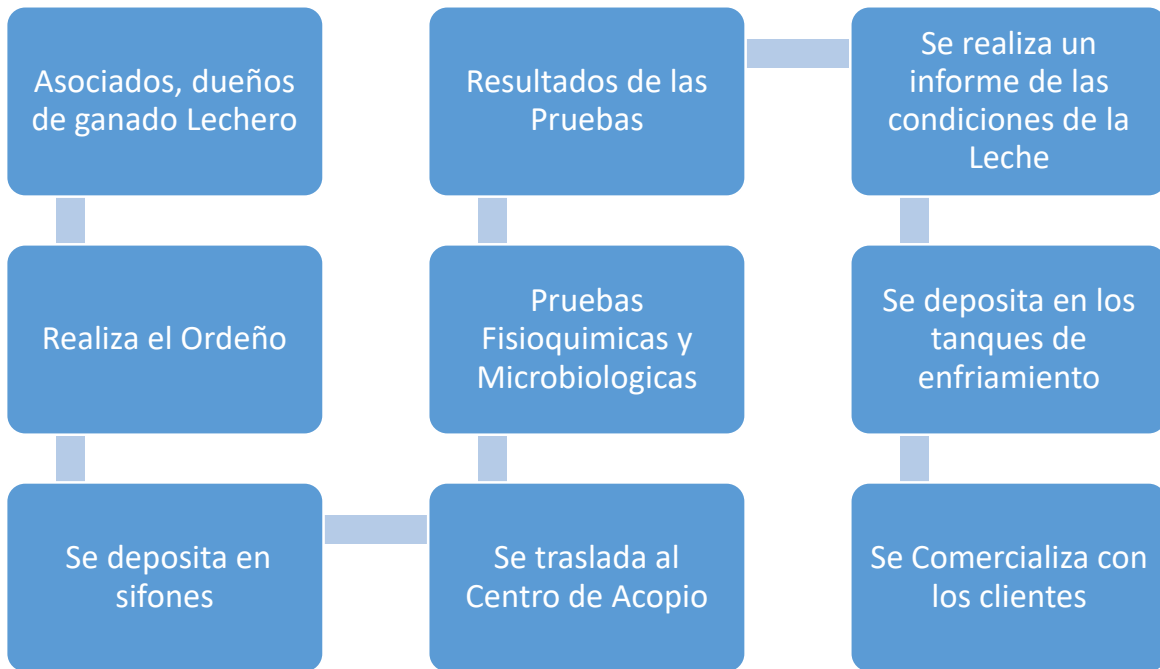 Asociados, dueños
de ganado Lechero
Realiza el Ordeño
Se deposita en
sifones
Se traslada al
Centro de Acopio
Pruebas
Fisioquimicas y
Microbiologicas
Resultados de las
Pruebas
Se realiza un
informe de las
condiciones de la
Leche
Se deposita en los
tanques de
enfriamiento
Se Comercializa con
los clientes